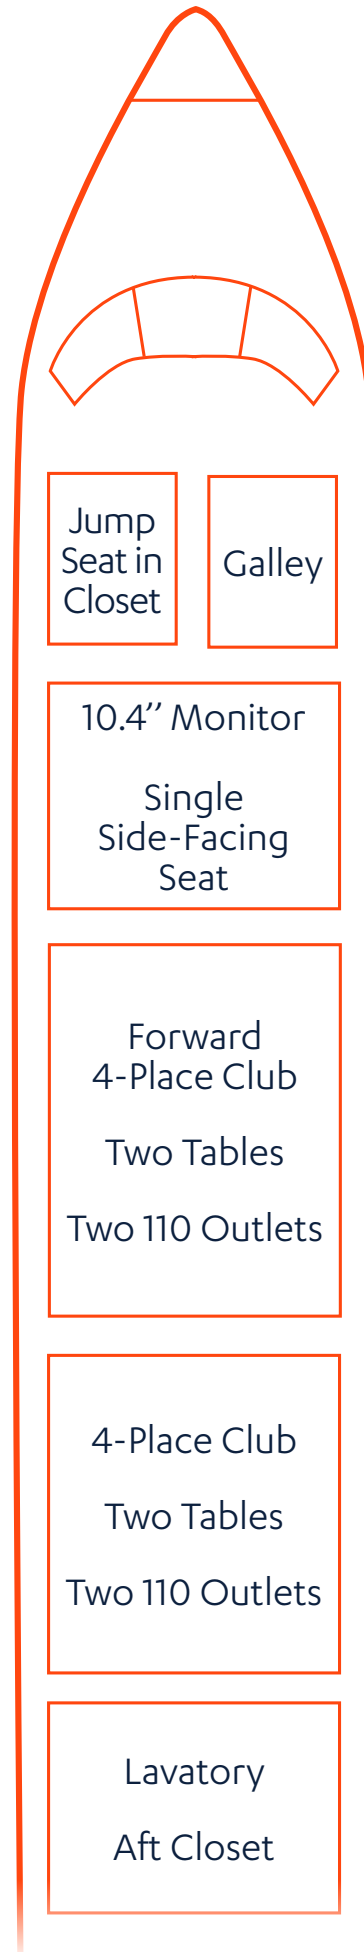 Jump
Seat in
Closet
Galley
10.4’’ Monitor
Single
Side-Facing
Seat
Forward
4-Place Club
Two Tables
Two 110 Outlets
4-Place Club
Two Tables
Two 110 Outlets
Lavatory
Aft Closet